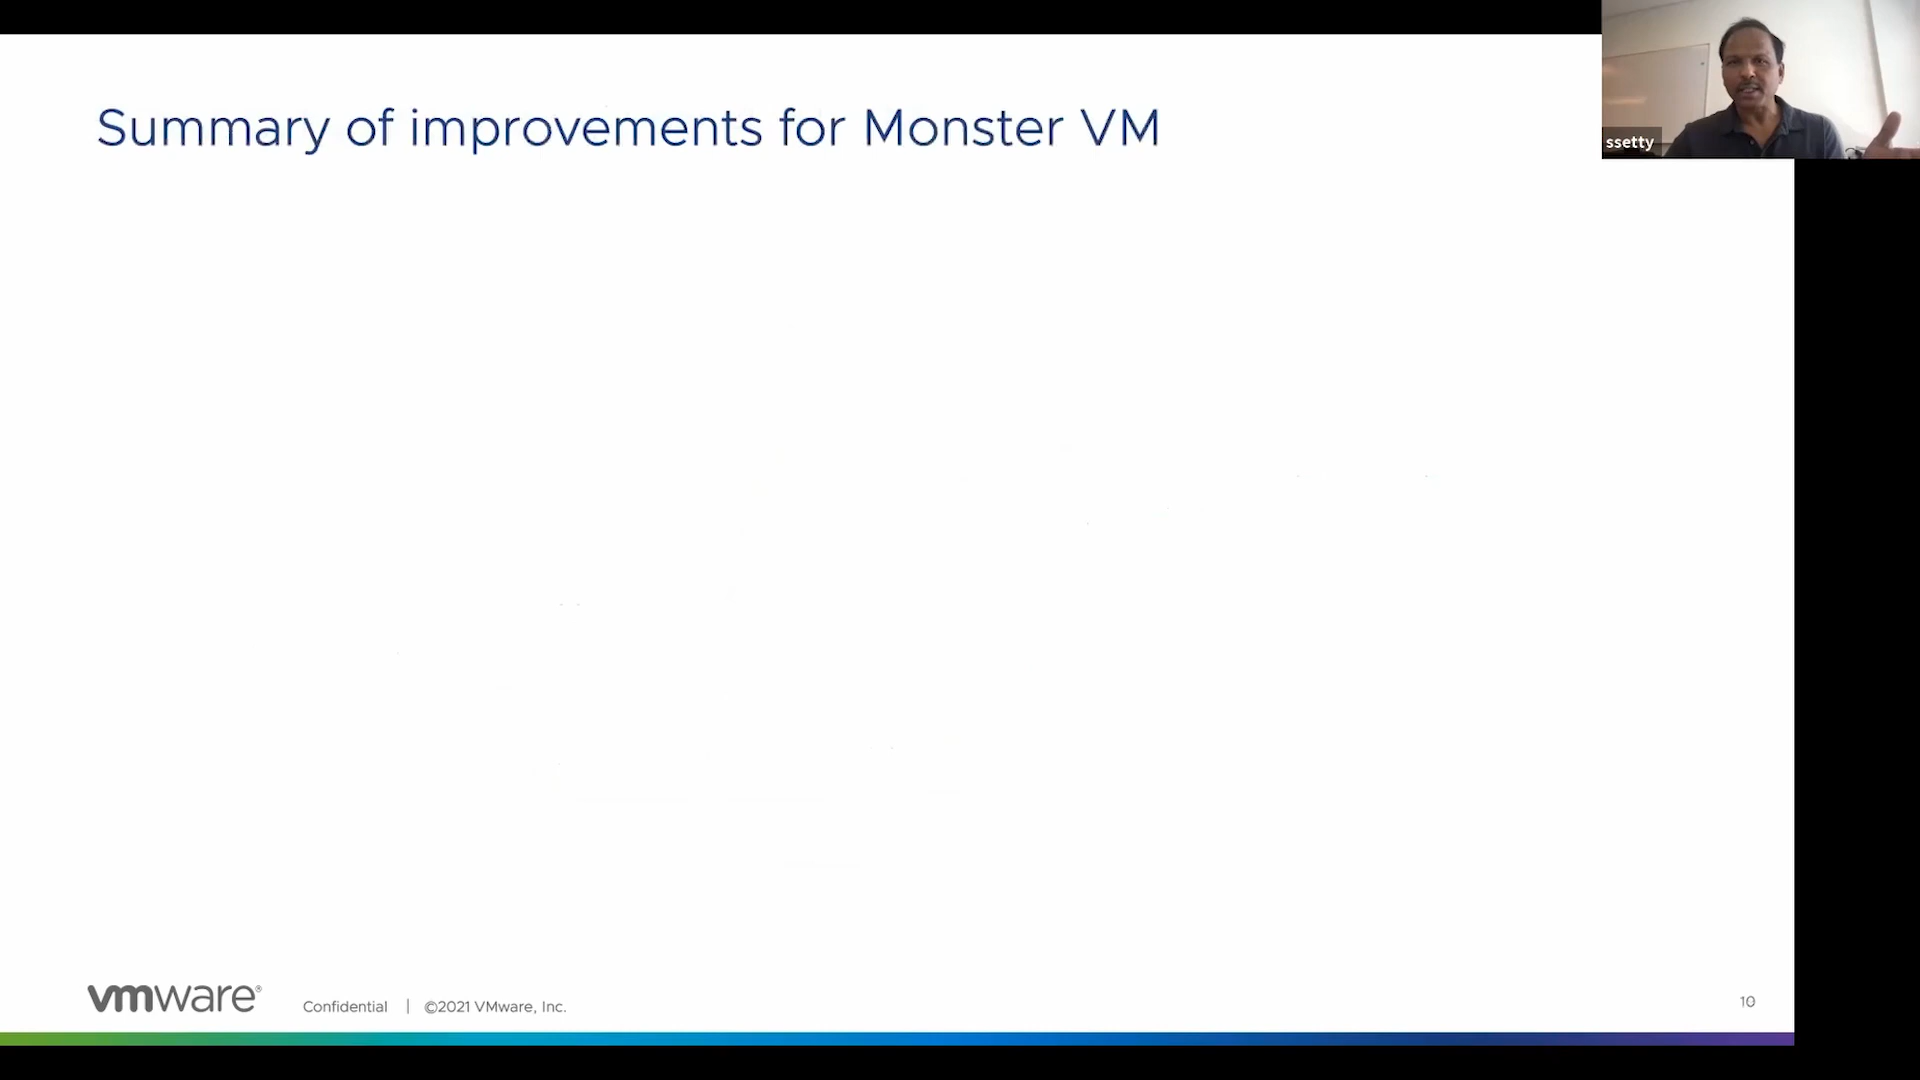 Summary of improvements for Monster VM
ssetty
vmware®
Confidential | ©2021 VMware, Inc.
10